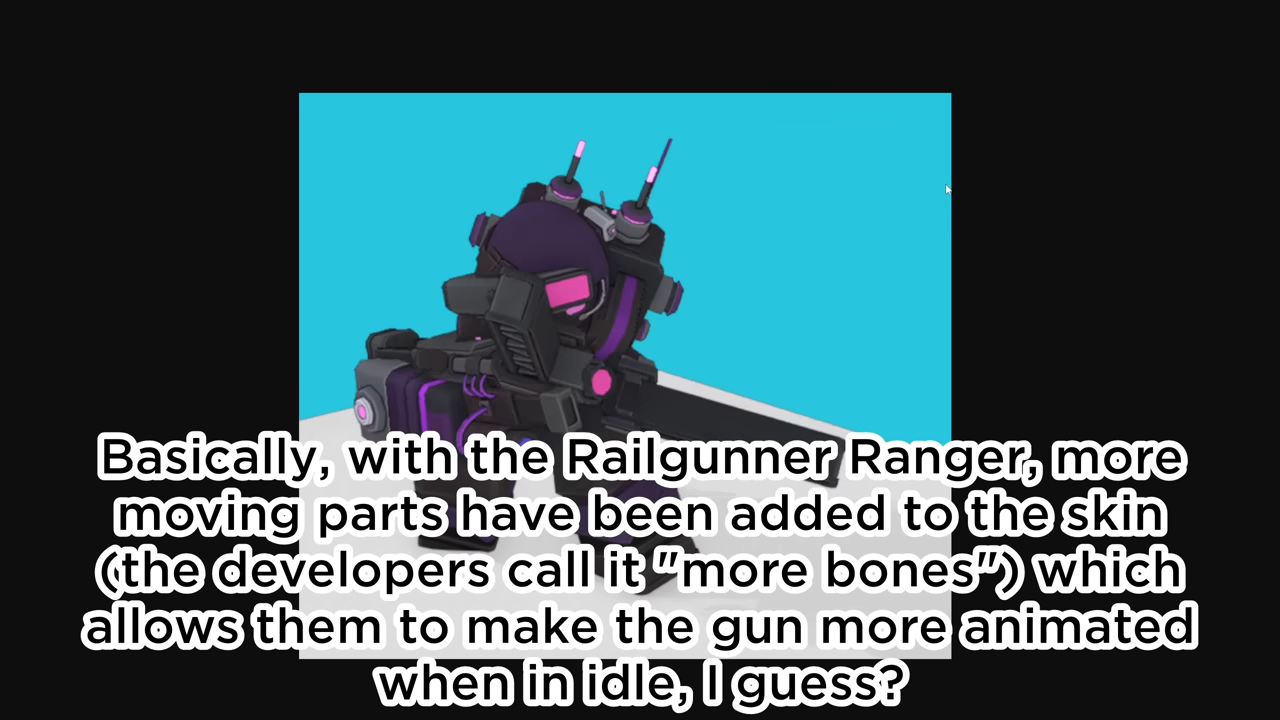 Basically, with the Railgunner Ranger, more
moving parts have been added to the skin
(the developers call it "more bones") which
allows them to make the gun more animated
when in idle, I guess?